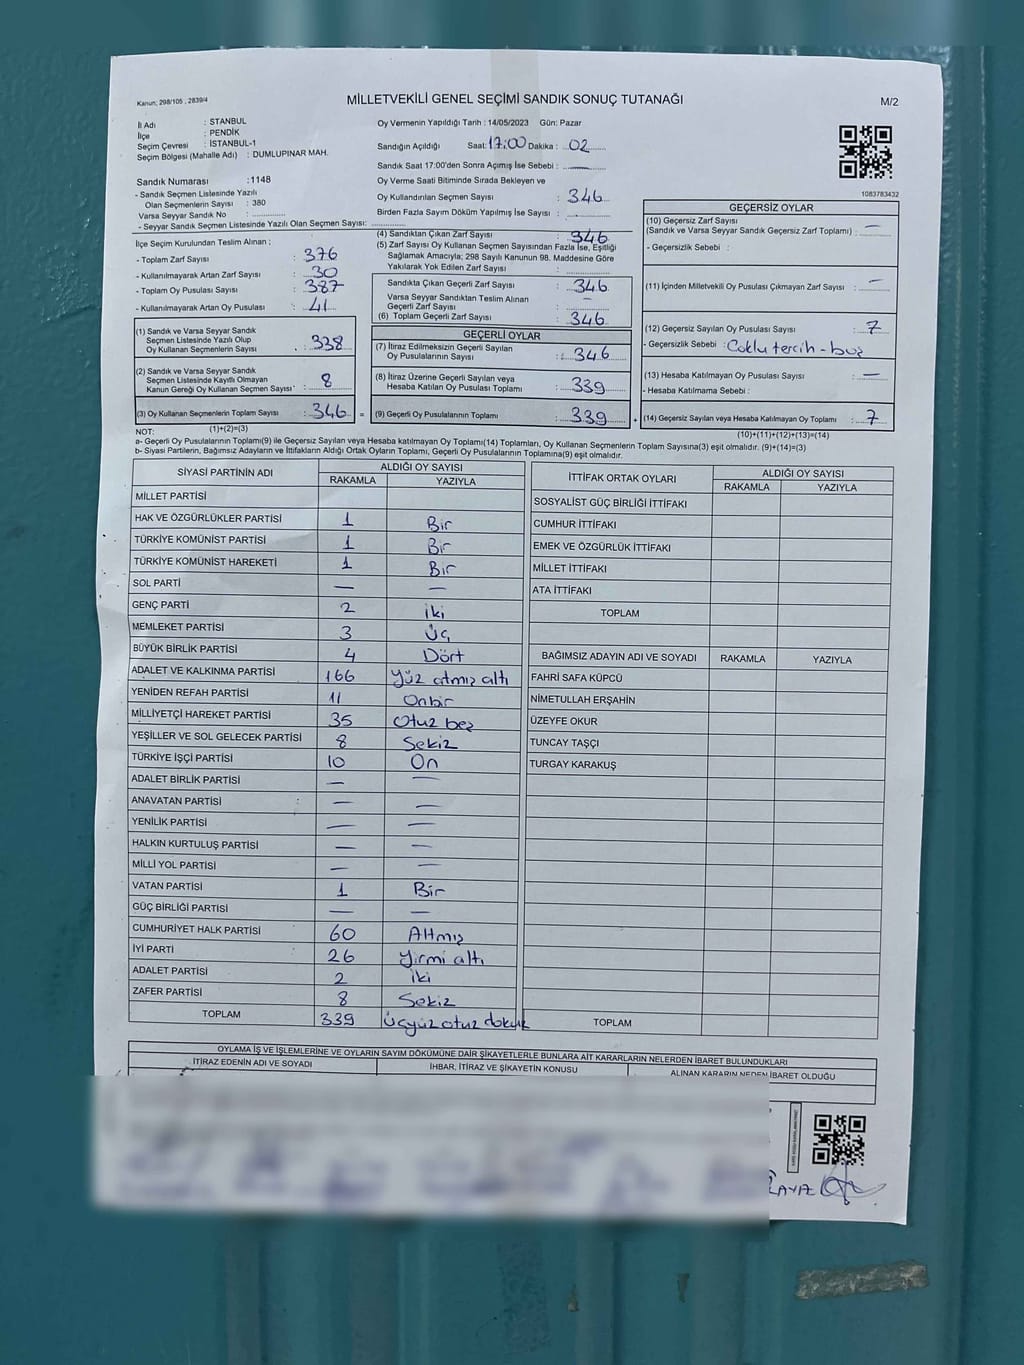 Kanun; 298/105 , 2839/4
MİLLETVEKİLİ GENEL SEÇİMİ SANDIK SONUÇ TUTANAĞI
M/2
İl Adı : İSTANBUL
İlçe : PENDİK
Seçim Çevresi : İSTANBUL-1
Seçim Bölgesi (Mahalle Adı) : DUMLUPINAR MAH.
Sandık Numarası :1148
- Sandık Seçmen Listesinde Yazılı
Olan Seçmenlerin Sayısı : 380
Varsa Seyyar Sandık No :
- Seyyar Sandık Seçmen Listesinde Yazılı Olan Seçmen Sayısı:
Oy Vermenin Yapıldığı Tarih : 14/05/2023 Gün: Pazar
Sandığın Açıldığı Saat: 17:00 Dakika : 02
Sandık Saat 17:00'den Sonra Açımış İse Sebebi : —
Oy Verme Saati Bitiminde Sırada Bekleyen ve
Oy Kullandırılan Seçmen Sayısı : 346
Birden Fazla Sayım Döküm Yapılmış İse Sayısı :
1083783432
İlçe Seçim Kurulundan Teslim Alınan ;
- Toplam Zarf Sayısı : 376
- Kullanılmayarak Artan Zarf Sayısı : 30
- Toplam Oy Pusulası Sayısı : 387
- Kullanılmayarak Artan Oy Pusulası : 41
(1) Sandık ve Varsa Seyyar Sandık
Seçmen Listesinde Yazılı Olup
Oy Kullanan Seçmenlerin Sayısı : 338
(2) Sandık ve Varsa Seyyar Sandık
Seçmen Listesinde Kayıtlı Olmayan
Kanun Gereği Oy Kullanan Seçmen Sayısı : 8
(3) Oy Kullanan Seçmenlerin Toplam Sayısı : 346 =
(1)+(2)=(3)
(4) Sandıktan Çıkan Zarf Sayısı : 346
(5) Zarf Sayısı Oy Kullanan Seçmen Sayısından Fazla İse, Eşitliği
Sağlamak Amacıyla; 298 Sayılı Kanunun 98. Maddesine Göre
Yakılarak Yok Edilen Zarf Sayısı :
Sandıkta Çıkan Geçerli Zarf Sayısı : 346
Varsa Seyyar Sandıktan Teslim Alınan
Geçerli Zarf Sayısı : —
(6) Toplam Geçerli Zarf Sayısı : 346
GEÇERLİ OYLAR
(7) İtiraz Edilmeksizin Geçerli Sayılan
Oy Pusulalarının Sayısı : 346
(8) İtiraz Üzerine Geçerli Sayılan veya
Hesaba Katılan Oy Pusulası Toplamı : 339
(9) Geçerli Oy Pusulalarının Toplamı : 339 +
GEÇERSİZ OYLAR
(10) Geçersiz Zarf Sayısı
(Sandık ve Varsa Seyyar Sandık Geçersiz Zarf Toplamı) : —
- Geçersizlik Sebebi :
(11) İçinden Milletvekili Oy Pusulası Çıkmayan Zarf Sayısı : —
(12) Geçersiz Sayılan Oy Pusulası Sayısı : 7
- Geçersizlik Sebebi : Çoklu tercih -
(13) Hesaba Katılmayan Oy Pusulası Sayısı : —
- Hesaba Katılmama Sebebi :
(14) Geçersiz Sayılan veya Hesaba Katılmayan Oy Toplamı : 7
(10)+(11)+(12)+(13)=(14)
NOT:
a- Geçerli Oy Pusulalarının Toplamı(9) ile Geçersiz Sayılan veya Hesaba katılmayan Oy Toplamı(14) Toplamları, Oy Kullanan Seçmenlerin Toplam Sayısına(3) eşit olmalıdır. (9)+(14)=(3)
b- Siyasi Partilerin, Bağımsız Adayların ve İttifakların Aldığı Ortak Oyların Toplamı, Geçerli Oy Pusulalarının Toplamına(9) eşit olmalıdır.
SİYASİ PARTİNİN ADI ALDIĞI OY SAYISI
RAKAMLA YAZIYLA
MİLLET PARTİSİ
HAK VE ÖZGÜRLÜKLER PARTİSİ 1 Bir
TÜRKİYE KOMÜNİST PARTİSİ 1 Bir
TÜRKİYE KOMÜNİST HAREKETİ 1 Bir
SOL PARTİ — —
GENÇ PARTİ 2 iki
MEMLEKET PARTİSİ 3 Üç
BÜYÜK BİRLİK PARTİSİ 4 Dört
ADALET VE KALKINMA PARTİSİ 166 Yüz atmış altı
YENİDEN REFAH PARTİSİ 11 Onbir
MİLLİYETÇİ HAREKET PARTİSİ 35 Otuz beş
YEŞİLLER VE SOL GELECEK PARTİSİ 8 Sekiz
TÜRKİYE İŞÇİ PARTİSİ 10 On
ADALET BİRLİK PARTİSİ — —
ANAVATAN PARTİSİ — —
YENİLİK PARTİSİ — —
HALKIN KURTULUŞ PARTİSİ — —
MİLLİ YOL PARTİSİ — —
VATAN PARTİSİ 1 Bir
GÜÇ BİRLİĞİ PARTİSİ — —
CUMHURİYET HALK PARTİSİ 60 Altmış
İYİ PARTİ 26 Yirmi altı
ADALET PARTİSİ 2 iki
ZAFER PARTİSİ 8 Sekiz
TOPLAM 339 Üçyüz otuz dokuz
İTTİFAK ORTAK OYLARI ALDIĞI OY SAYISI
RAKAMLA YAZIYLA
SOSYALİST GÜÇ BİRLİĞİ İTTİFAKI
CUMHUR İTTİFAKI
EMEK VE ÖZGÜRLÜK İTTİFAKI
MİLLET İTTİFAKI
ATA İTTİFAKI
TOPLAM
BAĞIMSIZ ADAYIN ADI VE SOYADI RAKAMLA YAZIYLA
FAHRİ SAFA KÜPCÜ
NİMETULLAH ERŞAHİN
ÜZEYFE OKUR
TUNCAY TAŞÇI
TURGAY KARAKUŞ
TOPLAM
OYLAMA İŞ VE İŞLEMLERİNE VE OYLARIN SAYIM DÖKÜMÜNE DAİR ŞİKAYETLERLE BUNLARA AİT KARARLARIN NELERDEN İBARET BULUNDUKLARI
İTİRAZ EDENİN ADI VE SOYADI
İHBAR, İTİRAZ VE ŞİKAYETİN KONUSU
ALINAN KARARIN NEDEN İBARET OLDUĞU